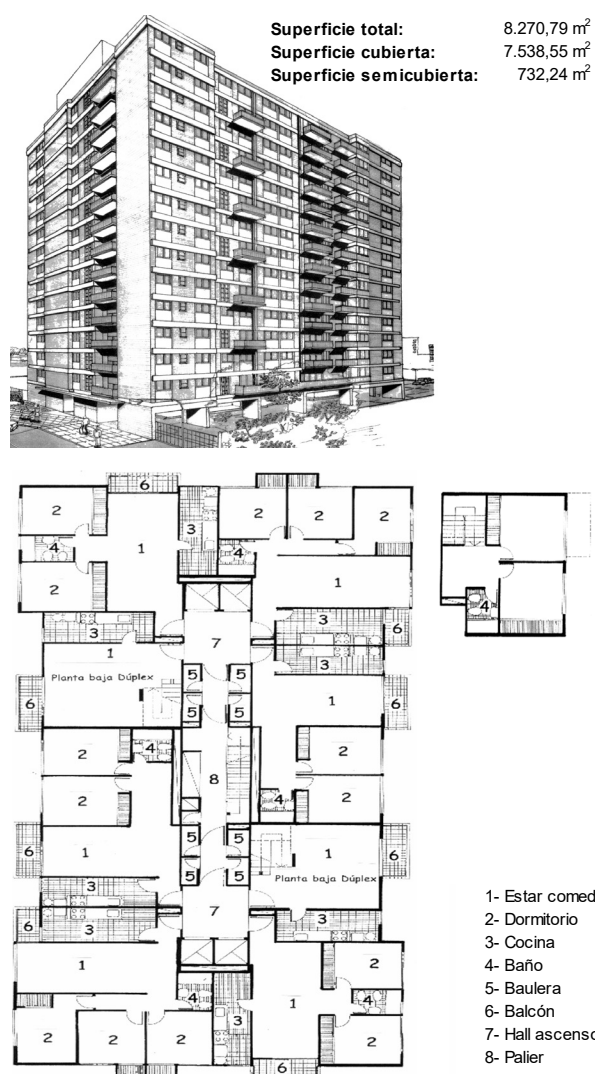 Superficie total: 8.270,79 m²
Superficie cubierta: 7.538,55 m²
Superficie semicubierta: 732,24 m²
6
2 2 2 2
3
1
4 4
4
2 1
3 3 6
1 7
3
5 5
Planta baja Dúplex
6 5 5 1 6
4 2
2
8
2 4 2
5 5 1
6 1
5 5 Planta baja Dúplex 6
3
7
6 3 3
1 2
4 1 4
3
2 2 2 2
6
1- Estar comed
2- Dormitorio
3- Cocina
4- Baño
5- Baulera
6- Balcón
7- Hall ascenso
8- Palier